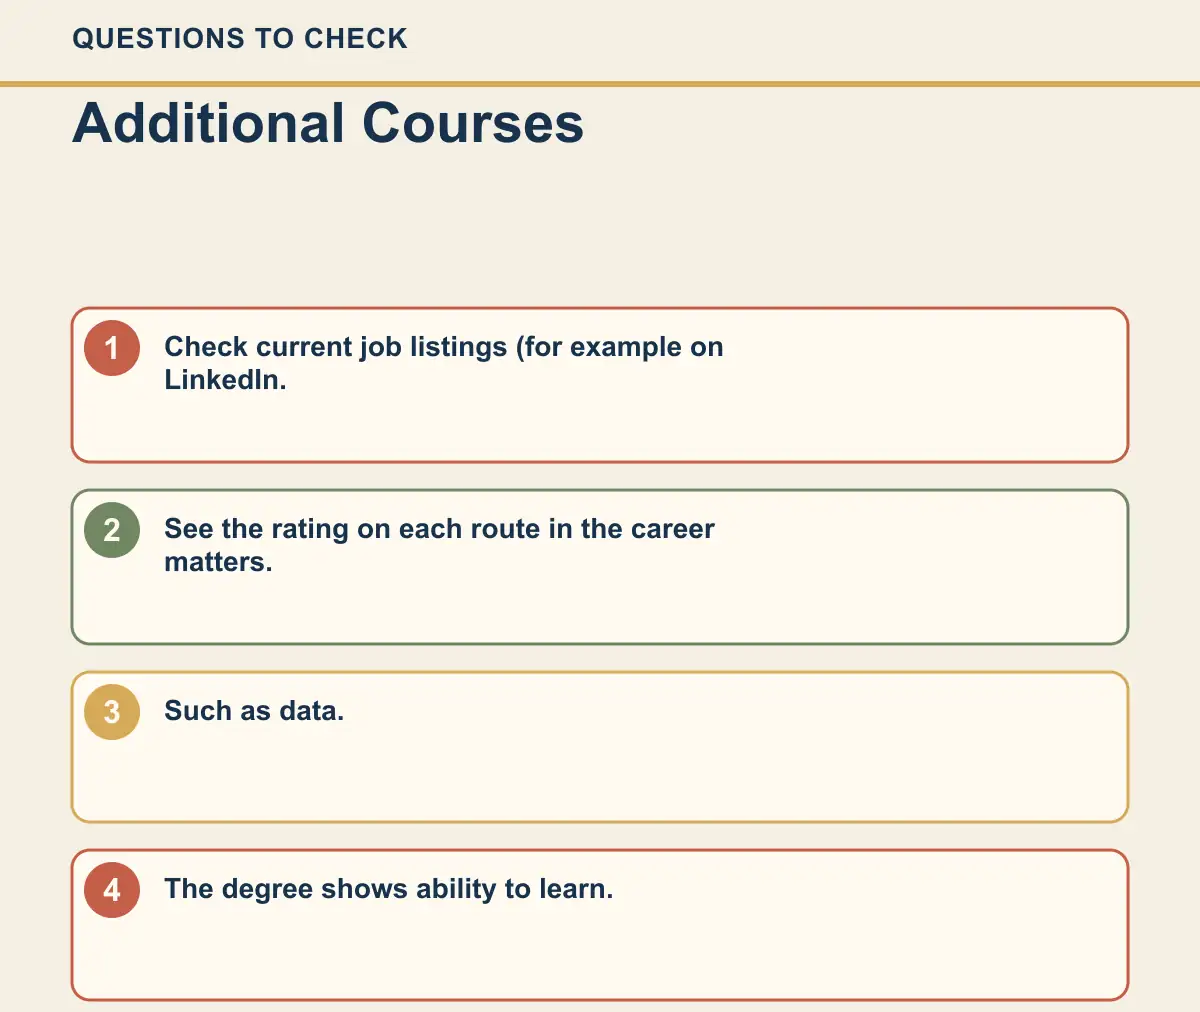 QUESTIONS TO CHECK
Additional Courses
1
Check current job listings (for example on
LinkedIn.
2
See the rating on each route in the career
matters.
3
Such as data.
4
The degree shows ability to learn.